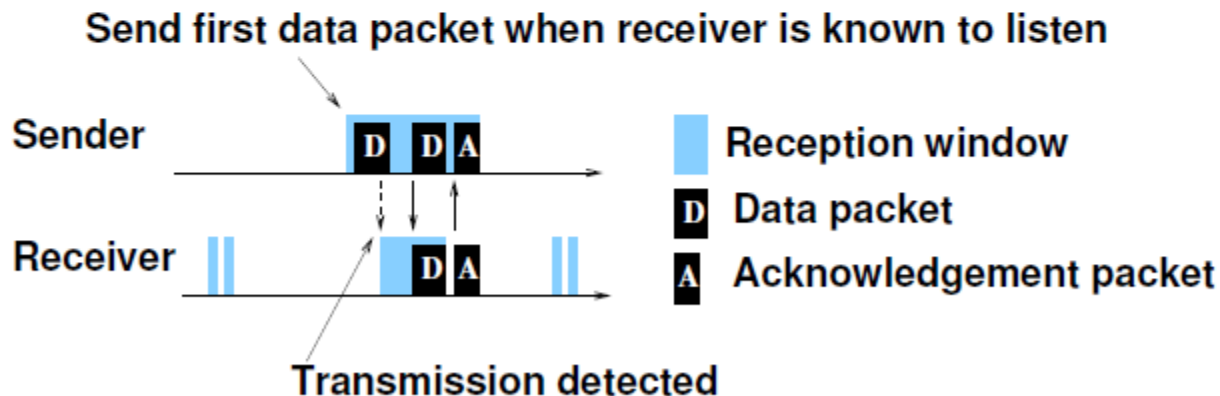 Send first data packet when receiver is known to listen
Sender
D
D
A
Reception window
D
Data packet
Receiver
D
A
A
Acknowledgement packet
Transmission detected